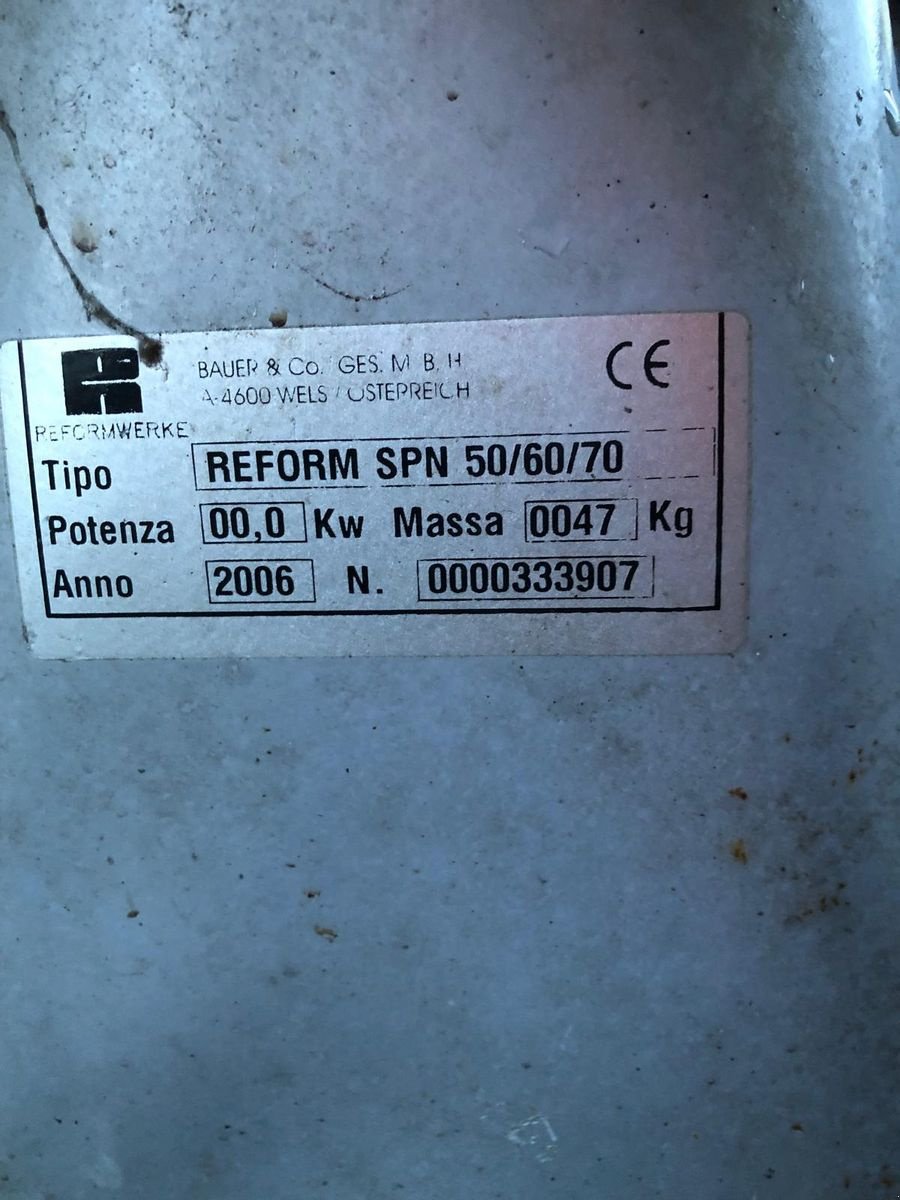 BAUER & Co. GES. M. B. H
CE
A-4600 WELS / ÖSTERREICH
REFORMWERKE
Tipo REFORM SPN 50/60/70
Potenza 00,0 Kw Massa 0047 Kg
Anno 2006 N. 0000333907